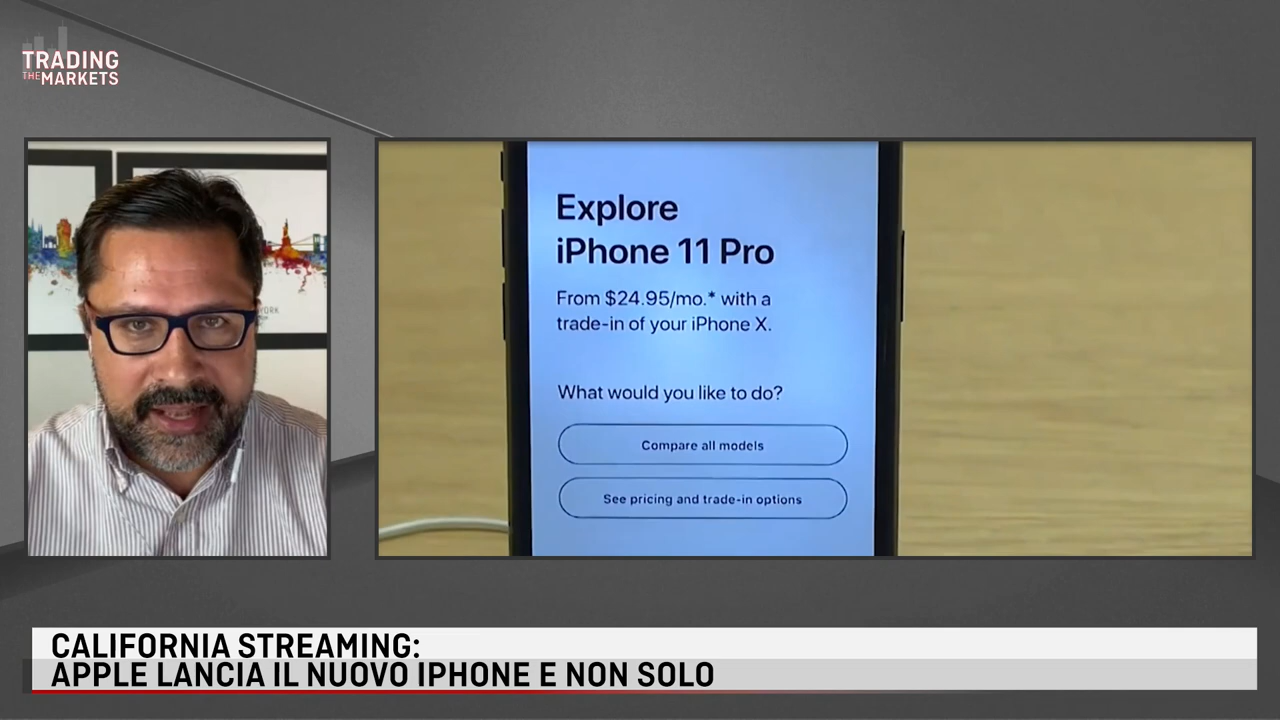 TRADING
THE MARKETS
YORK
Explore
iPhone 11 Pro
From $24.95/mo.* with a
trade-in of your iPhone X.
What would you like to do?
Compare all models
See pricing and trade-in options
CALIFORNIA STREAMING:
APPLE LANCIA IL NUOVO IPHONE E NON SOLO